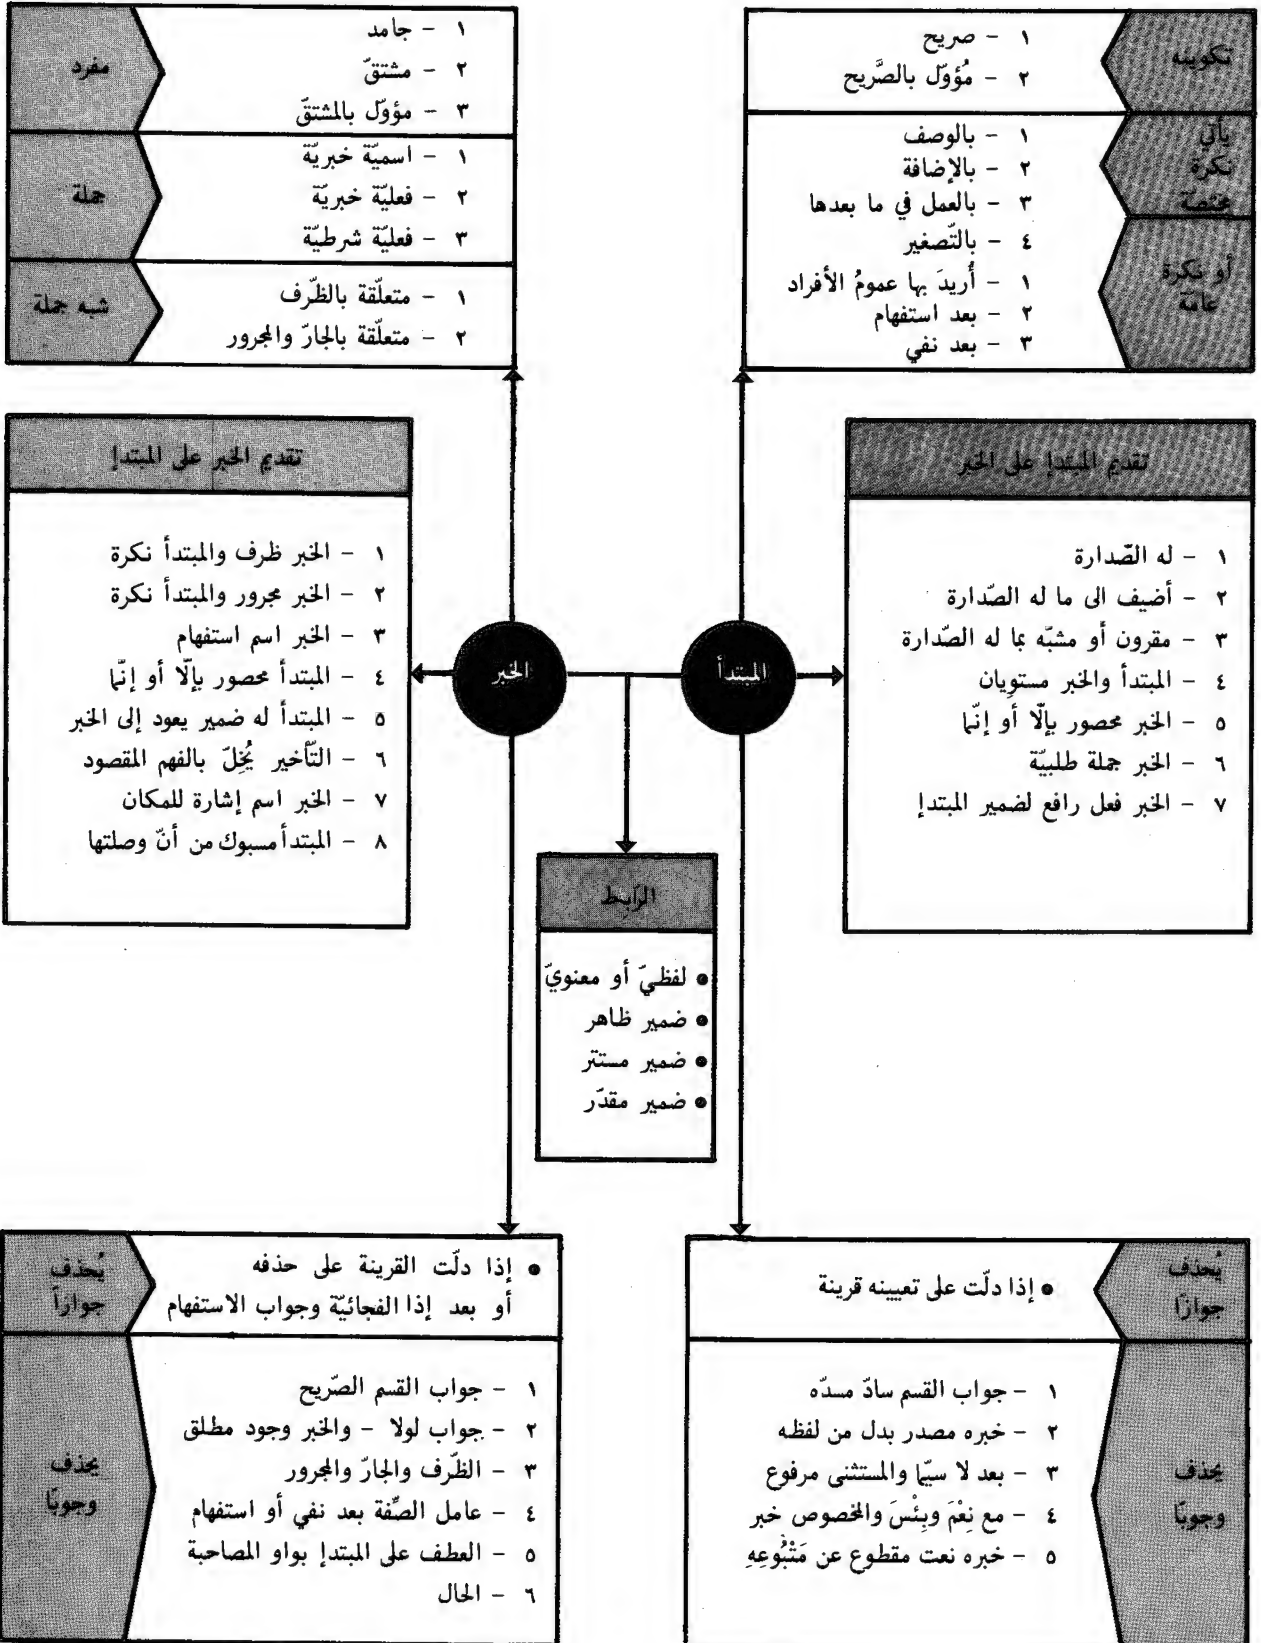 تكوينه
١ - صريح
٢ - مُؤوّل بالصَّريح
يأتي
نكرة
مختصّة
١ - بالوصف
٢ - بالإضافة
٣ - بالعمل في ما بعدها
٤ - بالتّصغير
أو نكرة
عامّة
١ - أُريدَ بها عمومُ الأفراد
٢ - بعد استفهام
٣ - بعد نفي
مفرد
١ - جامد
٢ - مشتقّ
٣ - مؤوّل بالمشتقّ
جملة
١ - اسميّة خبريّة
٢ - فعليّة خبريّة
٣ - فعليّة شرطيّة
شبه جملة
١ - متعلّقة بالظّرف
٢ - متعلّقة بالجارّ والمجرور
تقديم المبتدإ على الخبر
١ - له الصّدارة
٢ - أضيف الى ما له الصّدارة
٣ - مقرون أو مشبّه بما له الصّدارة
٤ - المبتدأ والخبر مستويان
٥ - الخبر محصور بإلّا أو إنّما
٦ - الخبر جملة طلبيّة
٧ - الخبر فعل رافع لضمير المبتدإ
تقديم الخبر على المبتدإ
١ - الخبر ظرف والمبتدأ نكرة
٢ - الخبر مجرور والمبتدأ نكرة
٣ - الخبر اسم استفهام
٤ - المبتدأ محصور بإلّا أو إنّما
٥ - المبتدأ له ضمير يعود إلى الخبر
٦ - التّأخير يُخِلّ بالفهم المقصود
٧ - الخبر اسم إشارة للمكان
٨ - المبتدأ مسبوك من أنّ وصلتها
المبتدأ
الخبر
الرّابط
• لفظيّ أو معنويّ
• ضمير ظاهر
• ضمير مستتر
• ضمير مقدّر
يُحذف
جوازًا
• إذا دلّت على تعيينه قرينة
يحذف
وجوبًا
١ - جواب القسم سادّ مسدّه
٢ - خبره مصدر بدل من لفظه
٣ - بعد لا سيّما والمستثنى مرفوع
٤ - مع نِعْمَ وبِئْسَ والمخصوص خبر
٥ - خبره نعت مقطوع عن مَتْبُوعِهِ
يُحذف
جوازاً
• إذا دلّت القرينة على حذفه
أو بعد إذا الفجائيّة وجواب الاستفهام
يحذف
وجوبًا
١ - جواب القسم الصّريح
٢ - جواب لولا - والخبر وجود مطلق
٣ - الظّرف والجارّ والمجرور
٤ - عامل الصِّفة بعد نفي أو استفهام
٥ - العطف على المبتدإ بواو المصاحبة
٦ - الحال